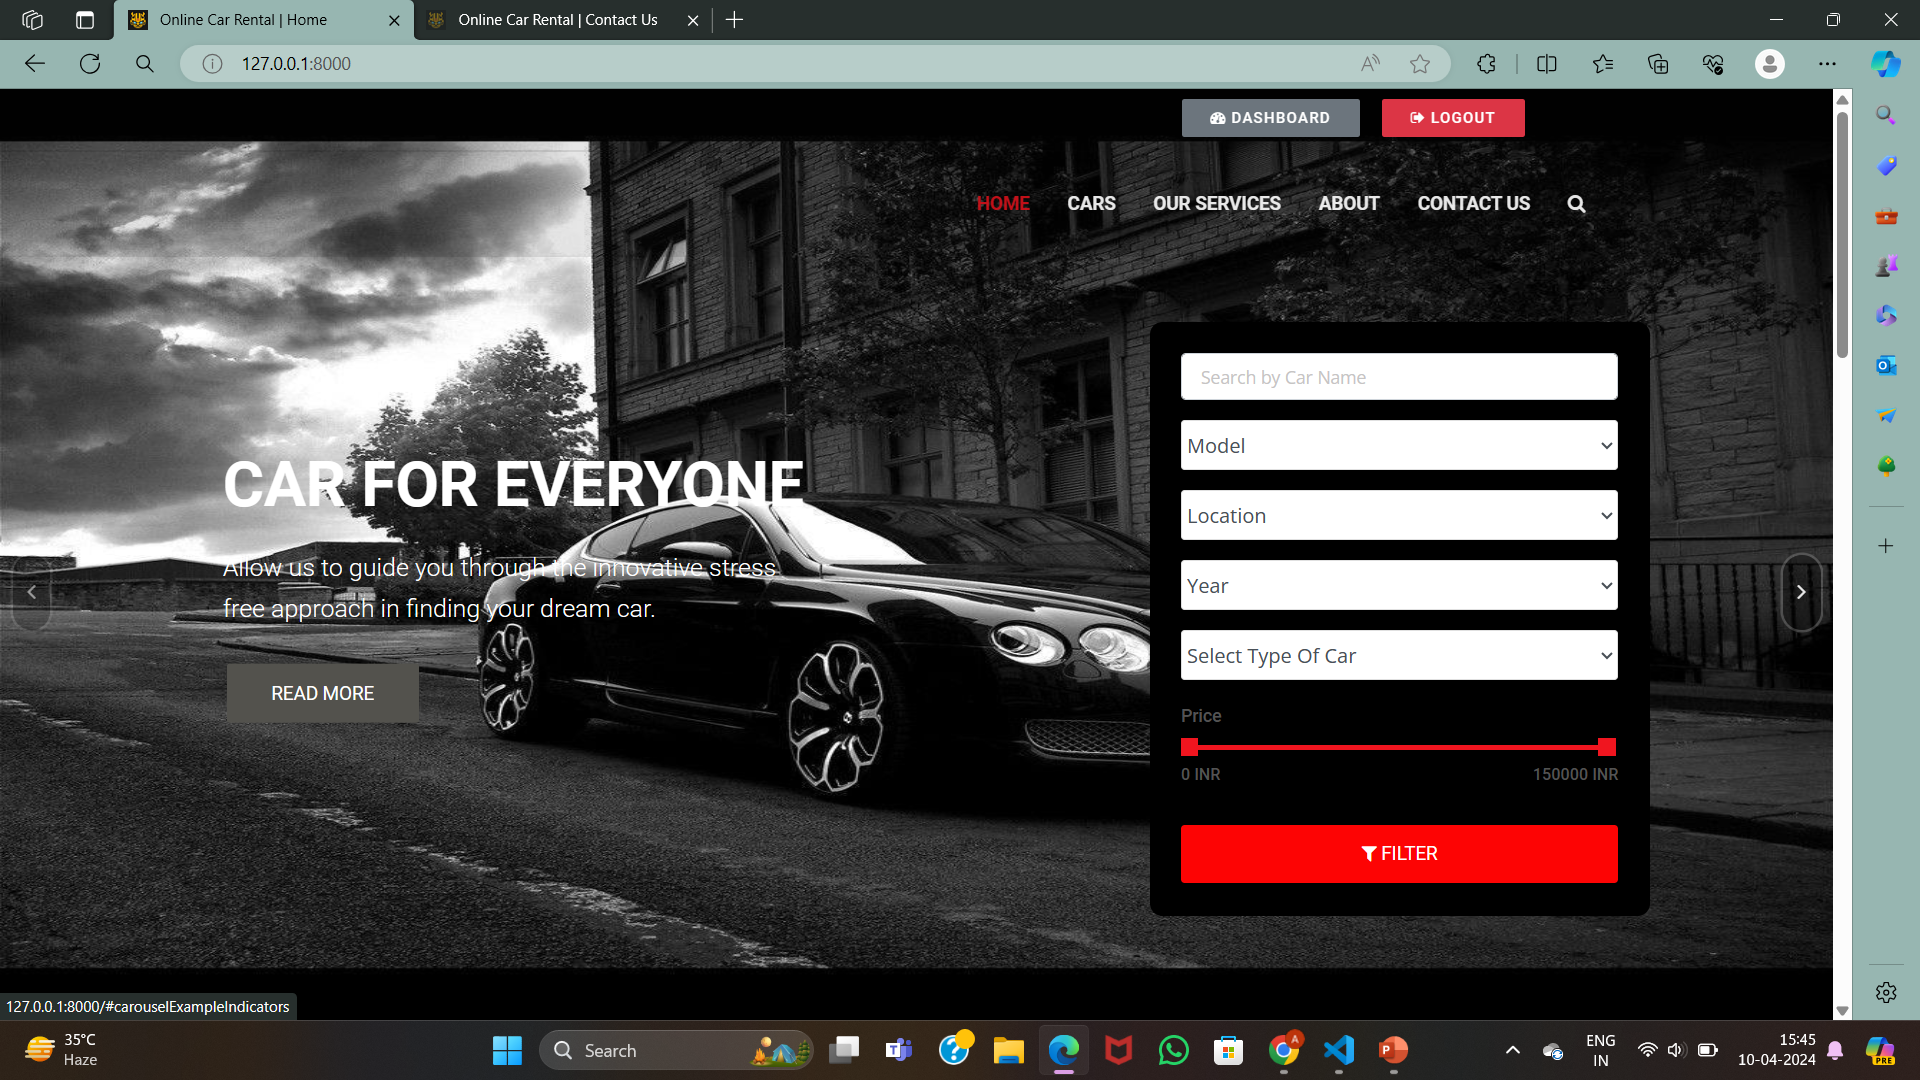 Online Car Rental | Home
Online Car Rental | Contact Us
127.0.0.1:8000
DASHBOARD
LOGOUT
HOME CARS OUR SERVICES ABOUT CONTACT US
Search by Car Name
Model
Location
Year
Select Type Of Car
Price
0 INR 150000 INR
FILTER
CAR FOR EVERYONE
Allow us to guide you through the innovative stress
free approach in finding your dream car.
READ MORE
127.0.0.1:8000/#carouselExampleIndicators
35°C
Haze
Search
A
ENG
IN
15:45
10-04-2024
PRE